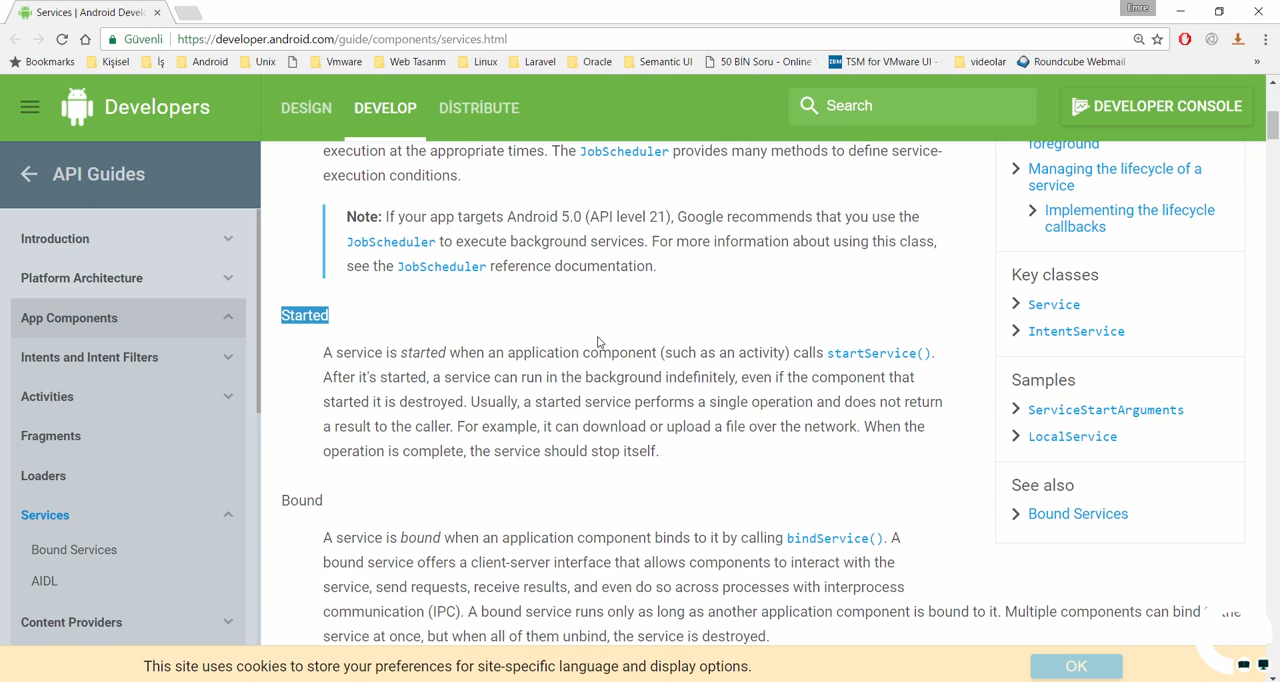 Services | Android Devel
Emre
Güvenli
https://developer.android.com/guide/components/services.html
Bookmarks Kişisel İş Android Unix Vmware Web Tasarım Linux Laravel Oracle Semantic UI 50 BİN Soru - Online TSM for VMware UI - videolar Roundcube Webmail »
Developers DESİGN DEVELOP DİSTRİBUTE Search DEVELOPER CONSOLE
API Guides
Introduction
Platform Architecture
App Components
Intents and Intent Filters
Activities
Fragments
Loaders
Services
Bound Services
AIDL
Content Providers
execution at the appropriate times. The JobScheduler provides many methods to define service-
execution conditions.
Note: If your app targets Android 5.0 (API level 21), Google recommends that you use the
JobScheduler to execute background services. For more information about using this class,
see the JobScheduler reference documentation.
Started
A service is started when an application component (such as an activity) calls startService().
After it's started, a service can run in the background indefinitely, even if the component that
started it is destroyed. Usually, a started service performs a single operation and does not return
a result to the caller. For example, it can download or upload a file over the network. When the
operation is complete, the service should stop itself.
Bound
A service is bound when an application component binds to it by calling bindService(). A
bound service offers a client-server interface that allows components to interact with the
service, send requests, receive results, and even do so across processes with interprocess
communication (IPC). A bound service runs only as long as another application component is bound to it. Multiple components can bind
service at once, but when all of them unbind, the service is destroyed.
foreground
Managing the lifecycle of a
service
Implementing the lifecycle
callbacks
Key classes
Service
IntentService
Samples
ServiceStartArguments
LocalService
See also
Bound Services
This site uses cookies to store your preferences for site-specific language and display options.
OK